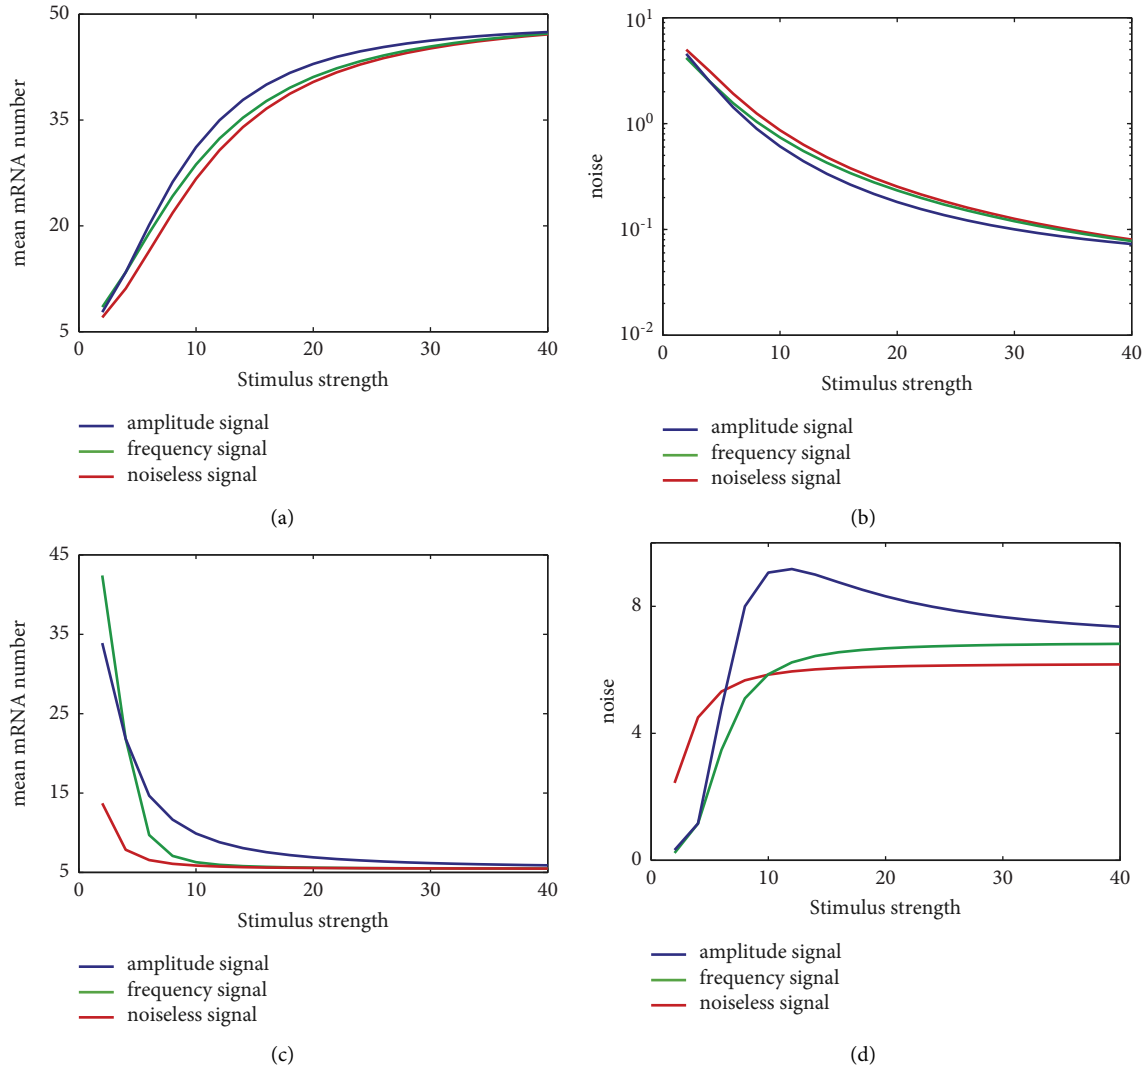 50
35
20
5
0
10
20
30
40
mean mRNA number
Stimulus strength
amplitude signal
frequency signal
noiseless signal
(a)
10^1
10^0
10^-1
10^-2
0
10
20
30
40
noise
Stimulus strength
amplitude signal
frequency signal
noiseless signal
(b)
45
35
25
15
5
0
10
20
30
40
mean mRNA number
Stimulus strength
amplitude signal
frequency signal
noiseless signal
(c)
8
4
0
0
10
20
30
40
noise
Stimulus strength
amplitude signal
frequency signal
noiseless signal
(d)